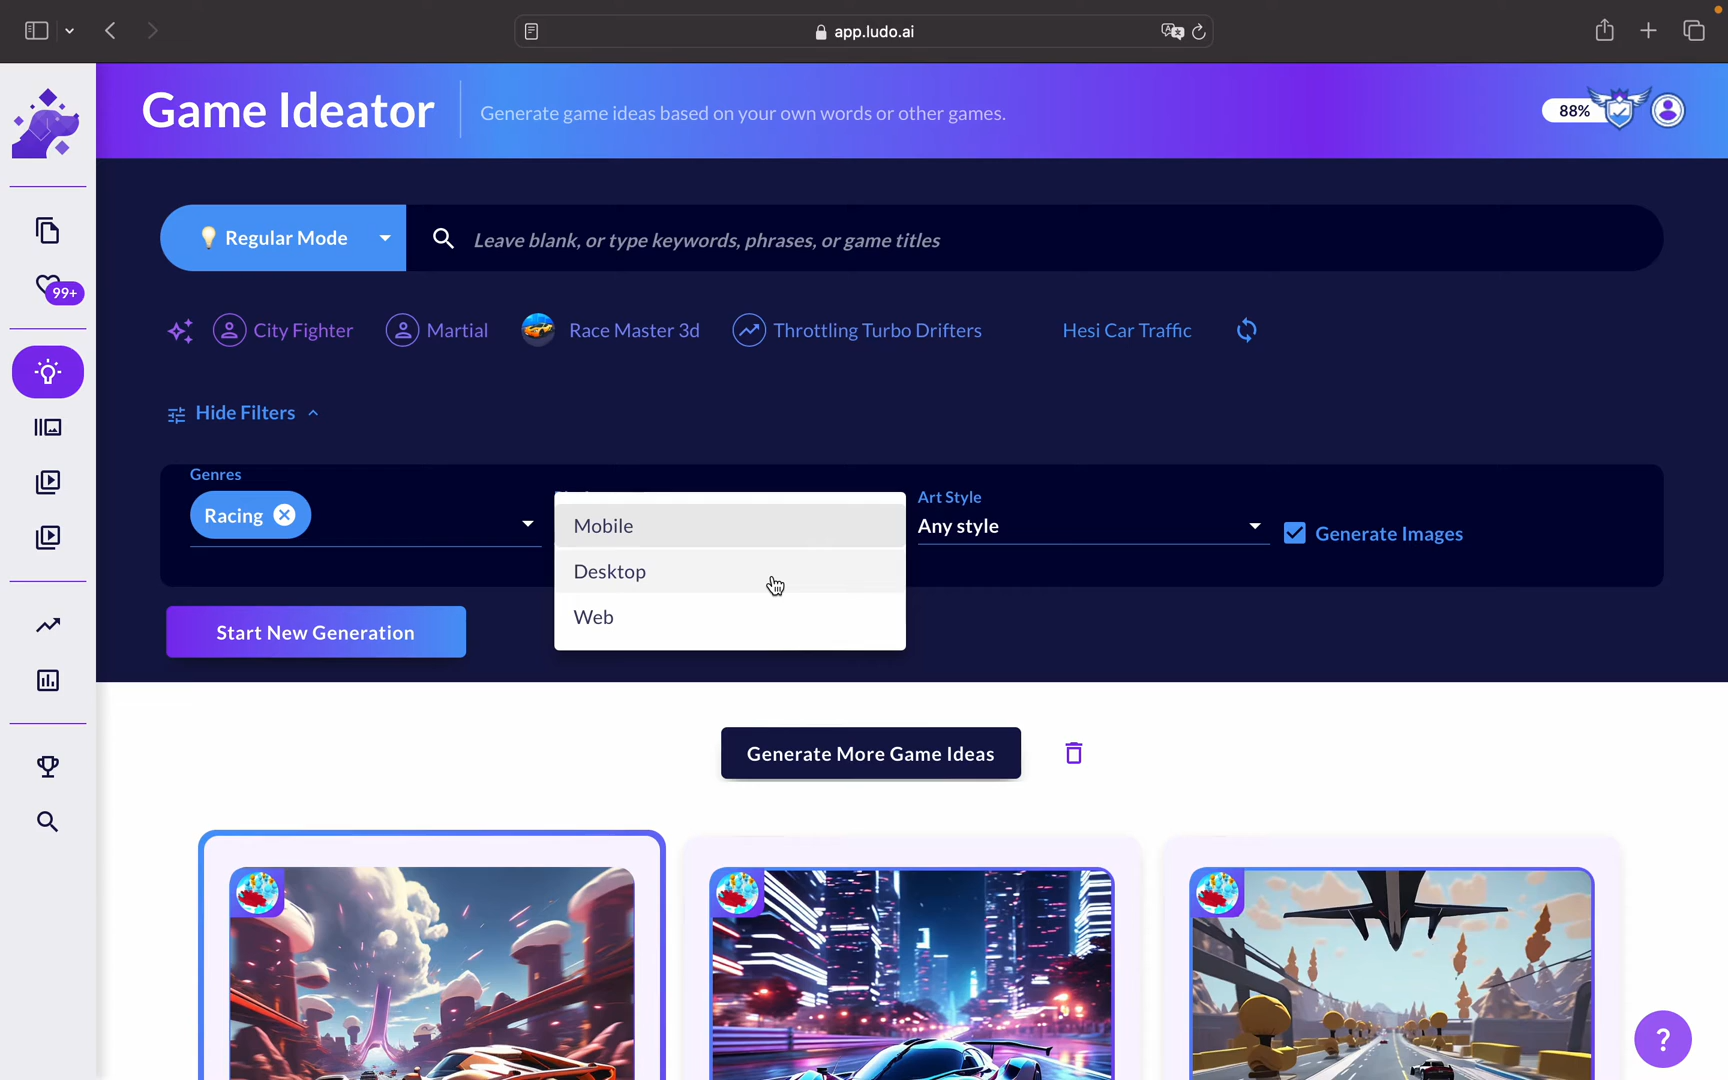 app.ludo.ai
Game Ideator
Generate game ideas based on your own words or other games.
88%
Regular Mode
Leave blank, or type keywords, phrases, or game titles
99+
City Fighter
Martial
Race Master 3d
Throttling Turbo Drifters
Hesi Car Traffic
Hide Filters
Genres
Racing
Mobile
Desktop
Web
Art Style
Any style
Generate Images
Start New Generation
Generate More Game Ideas
?